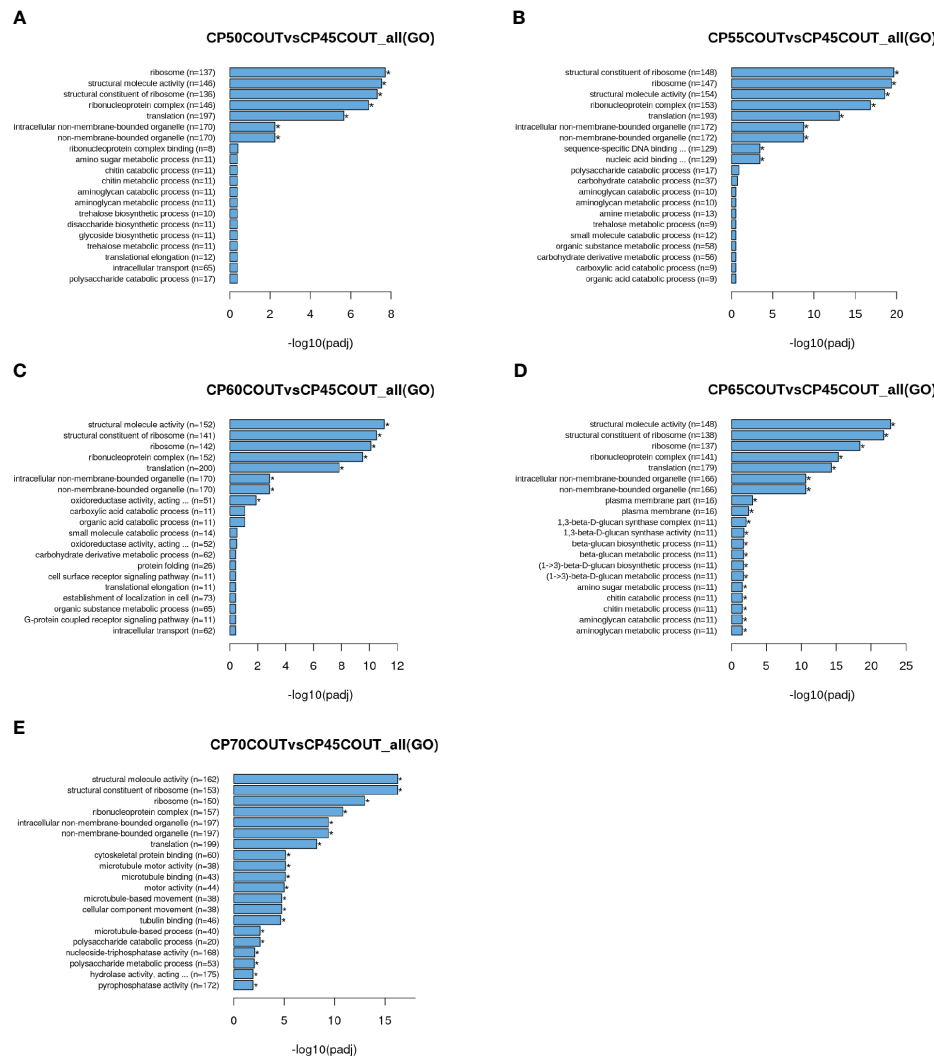 A
CP50COUTvsCP45COUT_all(GO)
ribosome (n=137)
structural molecule activity (n=146)
structural constituent of ribosome (n=136)
ribonucleoprotein complex (n=146)
translation (n=197)
intracellular non-membrane-bounded organelle (n=170)
non-membrane-bounded organelle (n=170)
ribonucleoprotein complex binding (n=8)
amino sugar metabolic process (n=11)
chitin catabolic process (n=11)
chitin metabolic process (n=11)
aminoglycan catabolic process (n=11)
aminoglycan metabolic process (n=11)
trehalose biosynthetic process (n=10)
disaccharide biosynthetic process (n=11)
glycoside biosynthetic process (n=11)
trehalose metabolic process (n=11)
translational elongation (n=12)
intracellular transport (n=65)
polysaccharide catabolic process (n=17)
0 2 4 6 8
-log10(padj)
B
CP55COUTvsCP45COUT_all(GO)
structural constituent of ribosome (n=148)
ribosome (n=147)
structural molecule activity (n=154)
ribonucleoprotein complex (n=153)
translation (n=193)
intracellular non-membrane-bounded organelle (n=172)
non-membrane-bounded organelle (n=172)
sequence-specific DNA binding ... (n=129)
nucleic acid binding ... (n=129)
polysaccharide catabolic process (n=17)
carbohydrate catabolic process (n=37)
aminoglycan catabolic process (n=10)
aminoglycan metabolic process (n=10)
amine metabolic process (n=13)
trehalose metabolic process (n=9)
small molecule catabolic process (n=12)
organic substance metabolic process (n=58)
carbohydrate derivative metabolic process (n=56)
carboxylic acid catabolic process (n=9)
organic acid catabolic process (n=9)
0 5 10 15 20
-log10(padj)
C
CP60COUTvsCP45COUT_all(GO)
structural molecule activity (n=152)
structural constituent of ribosome (n=141)
ribosome (n=142)
ribonucleoprotein complex (n=152)
translation (n=200)
intracellular non-membrane-bounded organelle (n=170)
non-membrane-bounded organelle (n=170)
oxidoreductase activity, acting ... (n=51)
carboxylic acid catabolic process (n=11)
organic acid catabolic process (n=11)
small molecule catabolic process (n=14)
oxidoreductase activity, acting ... (n=52)
carbohydrate derivative metabolic process (n=62)
protein folding (n=26)
cell surface receptor signaling pathway (n=11)
translational elongation (n=11)
establishment of localization in cell (n=73)
organic substance metabolic process (n=65)
G-protein coupled receptor signaling pathway (n=11)
intracellular transport (n=62)
0 2 4 6 8 10 12
-log10(padj)
D
CP65COUTvsCP45COUT_all(GO)
structural molecule activity (n=148)
structural constituent of ribosome (n=138)
ribosome (n=137)
ribonucleoprotein complex (n=141)
translation (n=179)
intracellular non-membrane-bounded organelle (n=166)
non-membrane-bounded organelle (n=166)
plasma membrane part (n=16)
plasma membrane (n=16)
1,3-beta-D-glucan synthase complex (n=11)
1,3-beta-D-glucan synthase activity (n=11)
beta-glucan biosynthetic process (n=11)
beta-glucan metabolic process (n=11)
(1->3)-beta-D-glucan biosynthetic process (n=11)
(1->3)-beta-D-glucan metabolic process (n=11)
amino sugar metabolic process (n=11)
chitin catabolic process (n=11)
chitin metabolic process (n=11)
aminoglycan catabolic process (n=11)
aminoglycan metabolic process (n=11)
0 5 10 15 20 25
-log10(padj)
E
CP70COUTvsCP45COUT_all(GO)
structural molecule activity (n=162)
structural constituent of ribosome (n=153)
ribosome (n=150)
ribonucleoprotein complex (n=157)
intracellular non-membrane-bounded organelle (n=197)
non-membrane-bounded organelle (n=197)
translation (n=199)
cytoskeletal protein binding (n=60)
microtubule motor activity (n=38)
microtubule binding (n=43)
motor activity (n=44)
microtubule-based movement (n=38)
cellular component movement (n=38)
tubulin binding (n=46)
microtubule-based process (n=40)
polysaccharide catabolic process (n=20)
nucleoside-triphosphatase activity (n=168)
polysaccharide metabolic process (n=53)
hydrolase activity, acting ... (n=175)
pyrophosphatase activity (n=172)
0 5 10 15
-log10(padj)